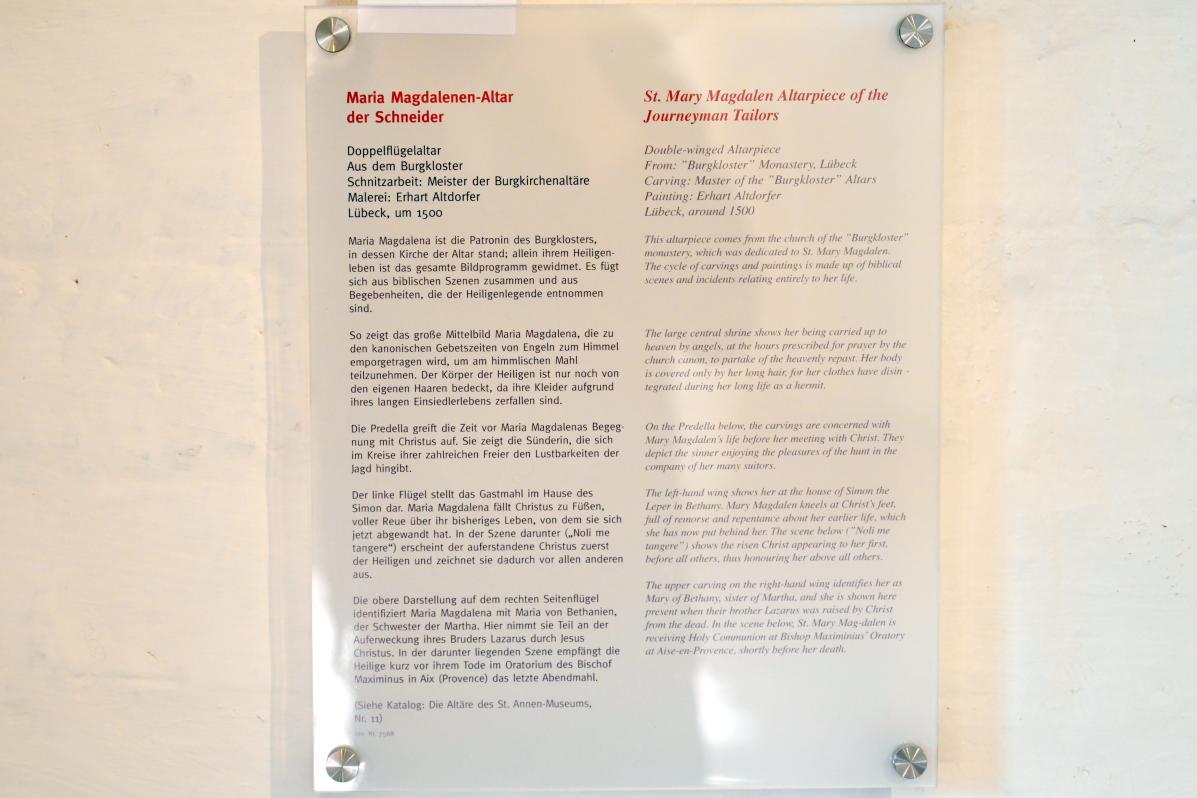 Maria Magdalenen-Altar
der Schneider
Doppelflügelaltar
Aus dem Burgkloster
Schnitzarbeit: Meister der Burgkirchenaltäre
Malerei: Erhart Altdorfer
Lübeck, um 1500
Maria Magdalena ist die Patronin des Burgklosters,
in dessen Kirche der Altar stand; allein ihrem Heiligen-
leben ist das gesamte Bildprogramm gewidmet. Es fügt
sich aus biblischen Szenen zusammen und aus
Begebenheiten, die der Heiligenlegende entnommen
sind.
So zeigt das große Mittelbild Maria Magdalena, die zu
den kanonischen Gebetszeiten von Engeln zum Himmel
emporgetragen wird, um am himmlischen Mahl
teilzunehmen. Der Körper der Heiligen ist nur noch von
den eigenen Haaren bedeckt, da ihre Kleider aufgrund
ihres langen Einsiedlerlebens zerfallen sind.
Die Predella greift die Zeit vor Maria Magdalenas Begeg-
nung mit Christus auf. Sie zeigt die Sünderin, die sich
im Kreise ihrer zahlreichen Freier den Lustbarkeiten der
Jagd hingibt.
Der linke Flügel stellt das Gastmahl im Hause des
Simon dar. Maria Magdalena fällt Christus zu Füßen,
voller Reue über ihr bisheriges Leben, von dem sie sich
jetzt abgewandt hat. In der Szene darunter („Noli me
tangere“) erscheint der auferstandene Christus zuerst
der Heiligen und zeichnet sie dadurch vor allen anderen
aus.
Die obere Darstellung auf dem rechten Seitenflügel
identifiziert Maria Magdalena mit Maria von Bethanien,
der Schwester der Martha. Hier nimmt sie Teil an der
Auferweckung ihres Bruders Lazarus durch Jesus
Christus. In der darunter liegenden Szene empfängt die
Heilige kurz vor ihrem Tode im Oratorium des Bischof
Maximinus in Aix (Provence) das letzte Abendmahl.
(Siehe Katalog: Die Altäre des St. Annen-Museums,
Nr. 11)
Inv. Nr. 7568
St. Mary Magdalen Altarpiece of the
Journeyman Tailors
Double-winged Altarpiece
From: ”Burgkloster” Monastery, Lübeck
Carving: Master of the ”Burgkloster” Altars
Painting: Erhart Altdorfer
Lübeck, around 1500
This altarpiece comes from the church of the ”Burgkloster”
monastery, which was dedicated to St. Mary Magdalen.
The cycle of carvings and paintings is made up of biblical
scenes and incidents relating entirely to her life.
The large central shrine shows her being carried up to
heaven by angels, at the hours prescribed for prayer by the
church canon, to partake of the heavenly repast. Her body
is covered only by her long hair, for her clothes have disin -
tegrated during her long life as a hermit.
On the Predella below, the carvings are concerned with
Mary Magdalen's life before her meeting with Christ. They
depict the sinner enjoying the pleasures of the hunt in the
company of her many suitors.
The left-hand wing shows her at the house of Simon the
Leper in Bethany. Mary Magdalen kneels at Christ's feet,
full of remorse and repentance about her earlier life, which
she has now put behind her. The scene below (”Noli me
tangere”) shows the risen Christ appearing to her first,
before all others, thus honouring her above all others.
The upper carving on the right-hand wing identifies her as
Mary of Bethany, sister of Martha, and she is shown here
present when their brother Lazarus was raised by Christ
from the dead. In the scene below, St. Mary Mag-dalen is
receiving Holy Communion at Bishop Maximinius' Oratory
at Aise-en-Provence, shortly before her death.